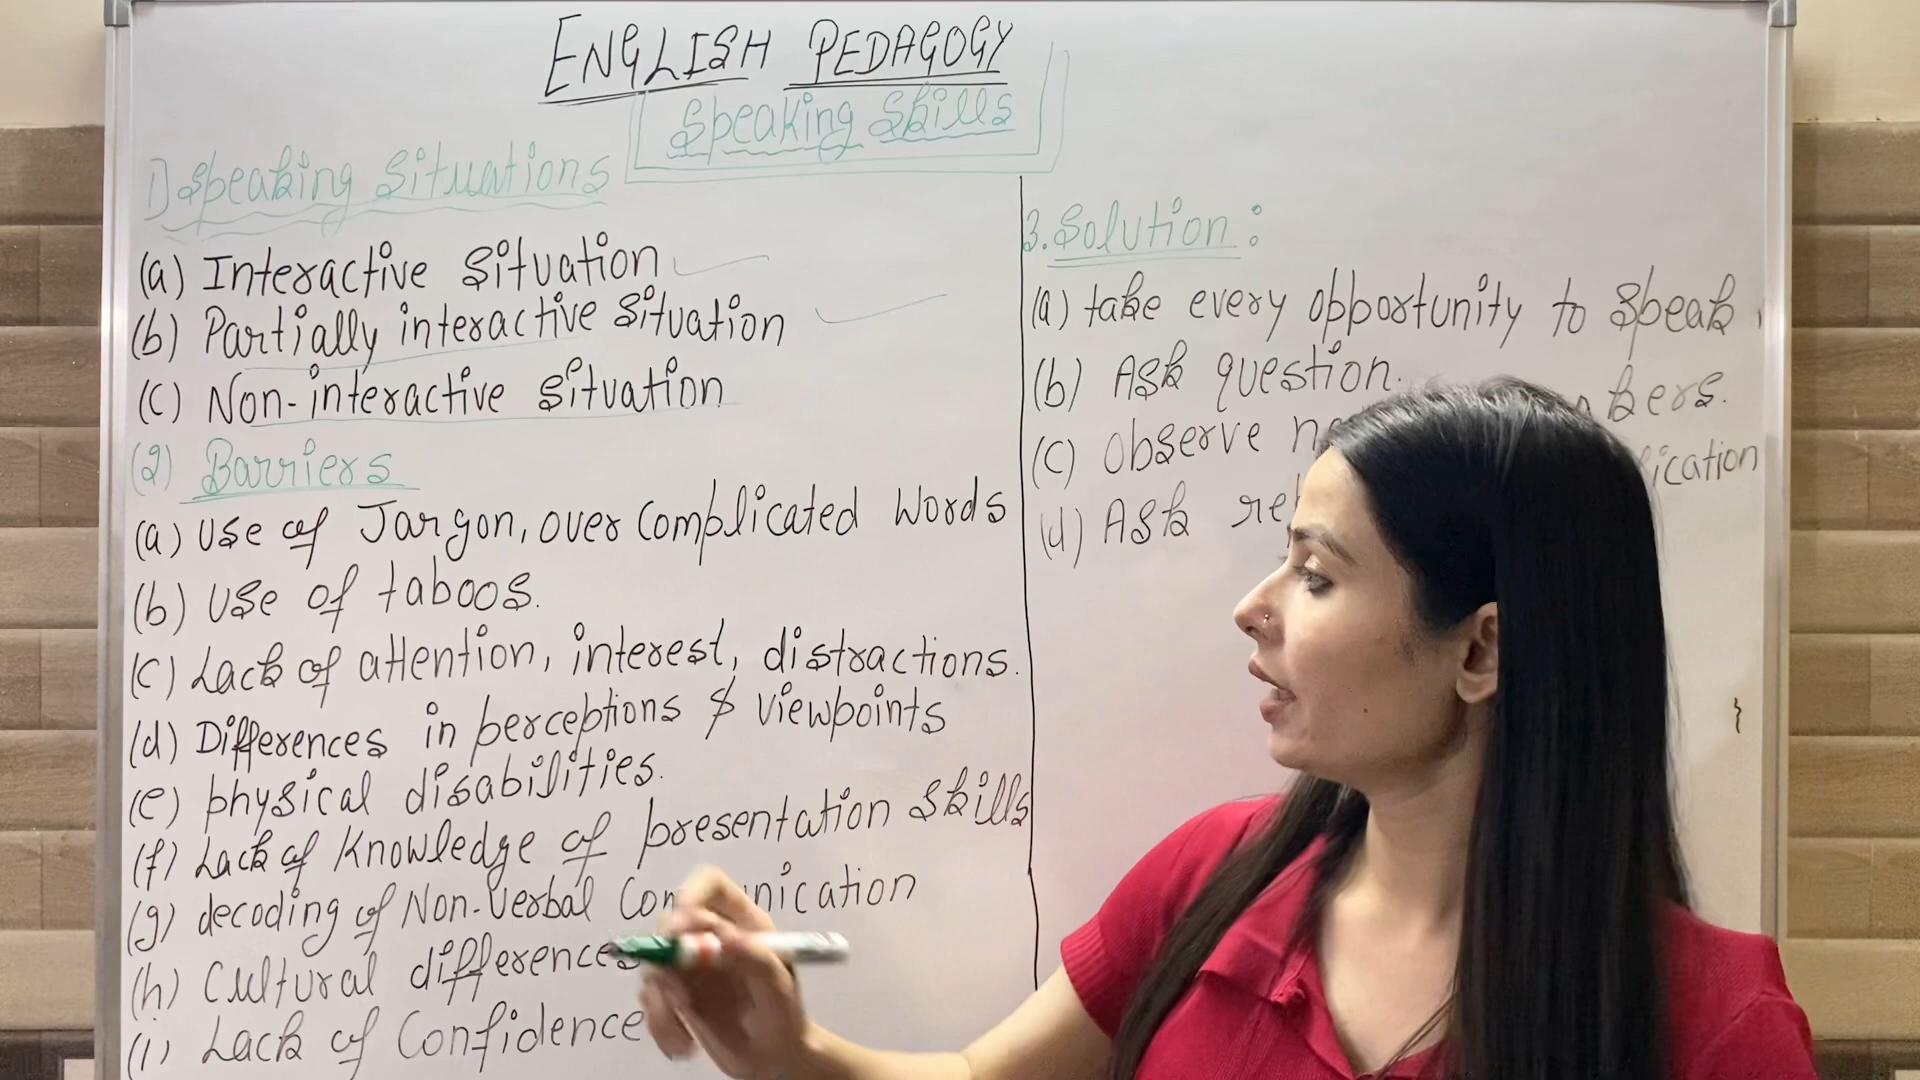 ENGLISH PEDAGOGY
Speaking Skills
1) Speaking Situations
(a) Interactive Situation
(b) Partially interactive Situation
(c) Non-interactive Situation
(2) Barriers
(a) Use of Jargon, over Complicated Words
(b) Use of taboos.
(c) Lack of attention, interest, distractions.
(d) Differences in perceptions & viewpoints
(e) physical disabilities.
(f) Lack of Knowledge of presentation Skills
(g) decoding of Non-Verbal
(h) Cultural differences
(i) Lack of Confidence
3. Solution:
(a) take every opportunity to Speak
(b) Ask question.
(c) Observe
(d) Ask